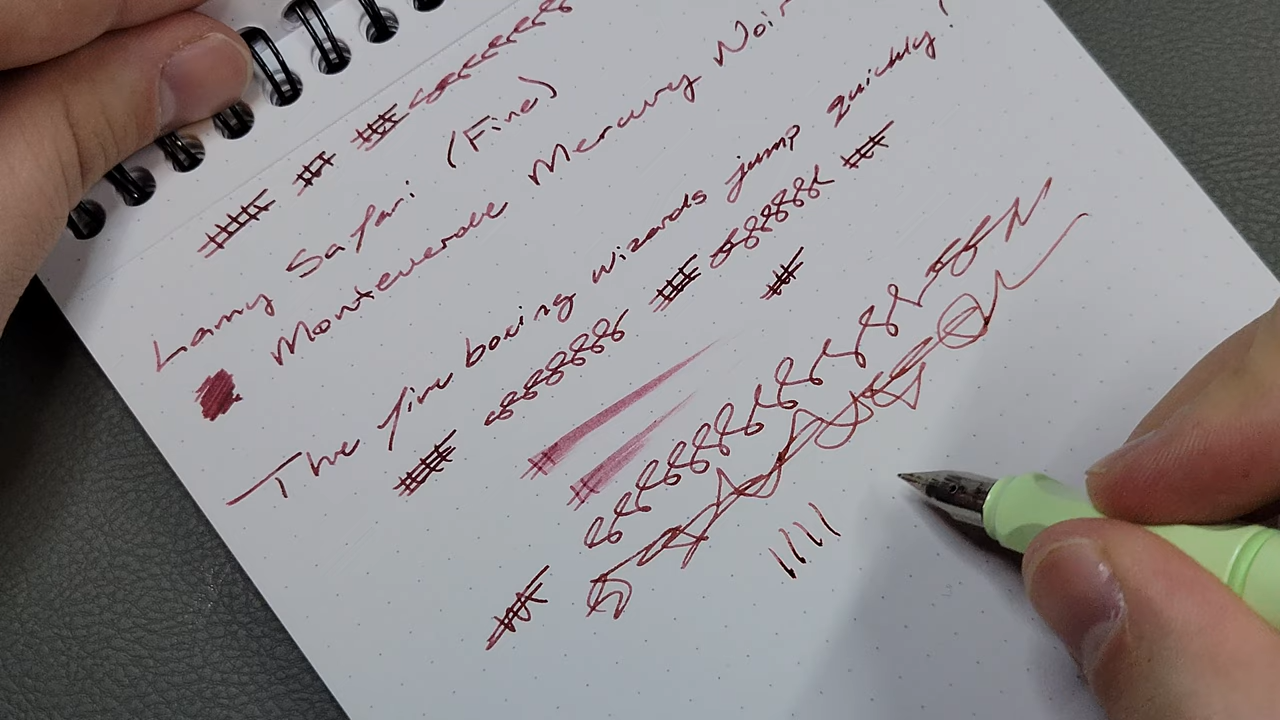 Lamy Safari (Fine)
Monteverde Mercury Noir
The five boxing wizards jump quickly!